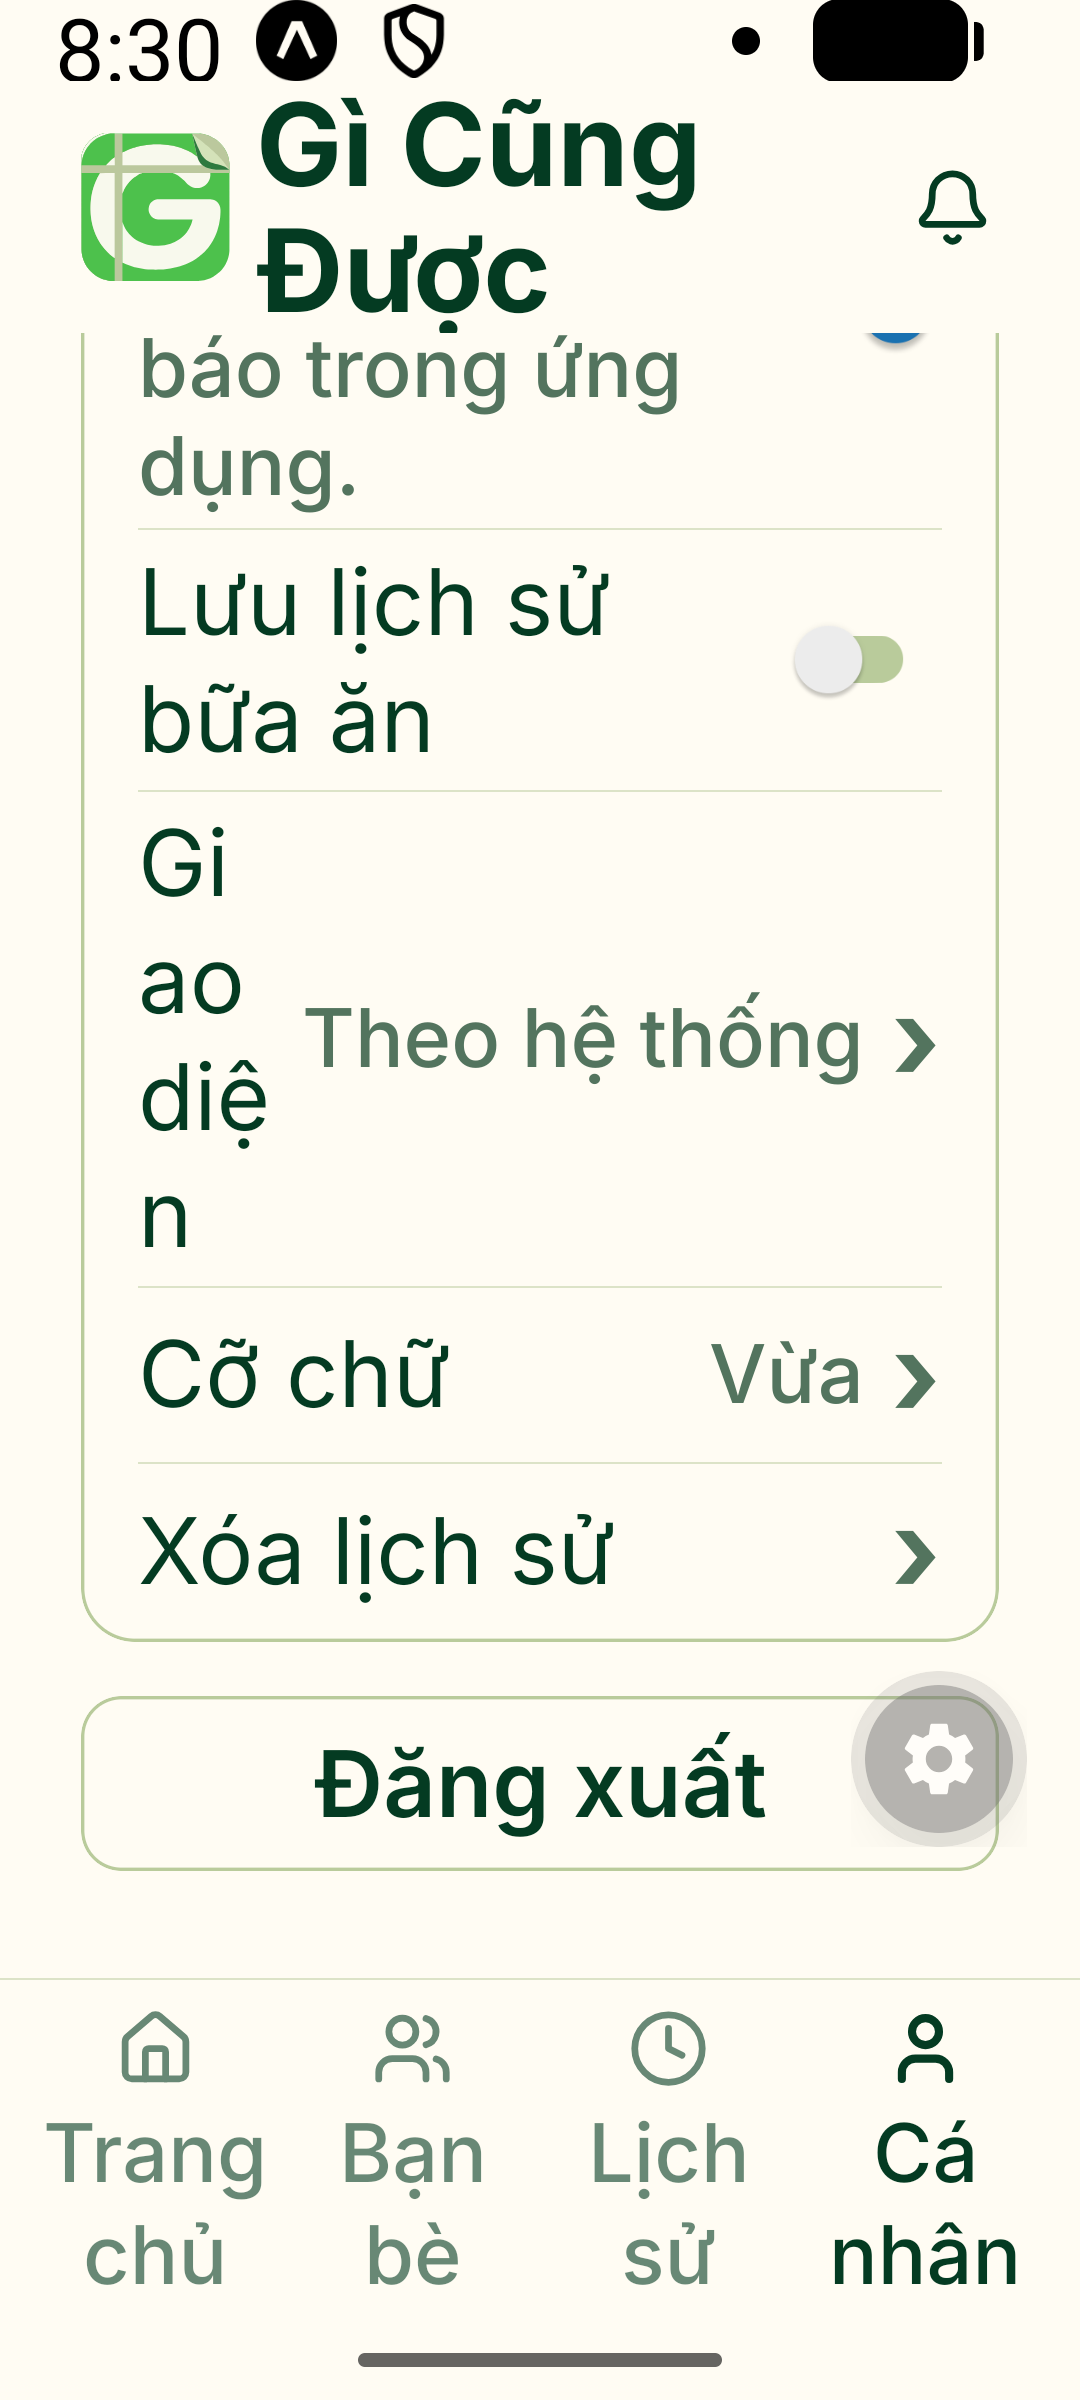 8:30
Gì Cũng
Được
báo trong ứng
dụng.
Lưu lịch sử
bữa ăn
Gi
ao
diệ
n
Theo hệ thống
Cỡ chữ
Vừa
Xóa lịch sử
Đăng xuất
Trang
chủ
Bạn
bè
Lịch
sử
Cá
nhân